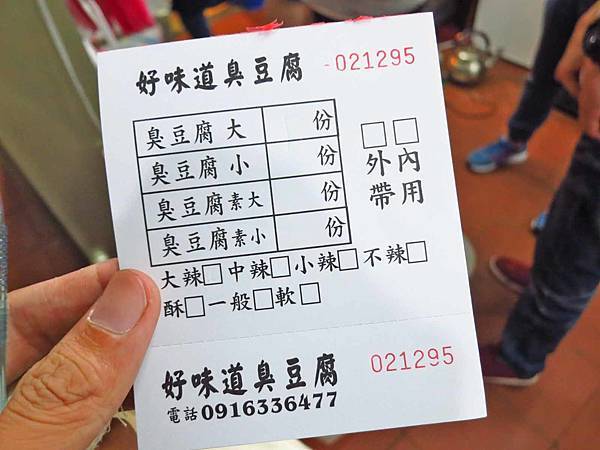 好味道臭豆腐 -021295
臭豆腐 大 份
臭豆腐 小 份
臭豆腐素大 份
臭豆腐素小 份
□外帶 □內用
大辣□中辣□小辣□不辣□
酥□一般□軟□
好味道臭豆腐 021295
電話0916336477